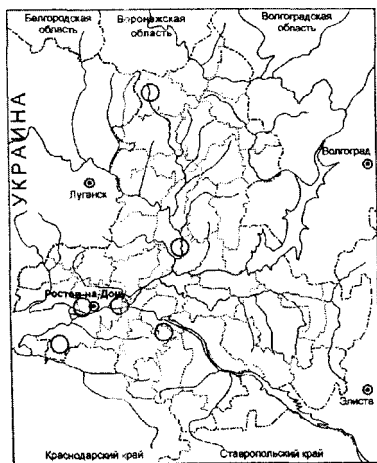 Белгородская Воронежская Волгоградская
область область область
УКРАИНА
Волгоград
Луганск
Ростов-на-Дону
Элиста
Краснодарский край Ставропольский край